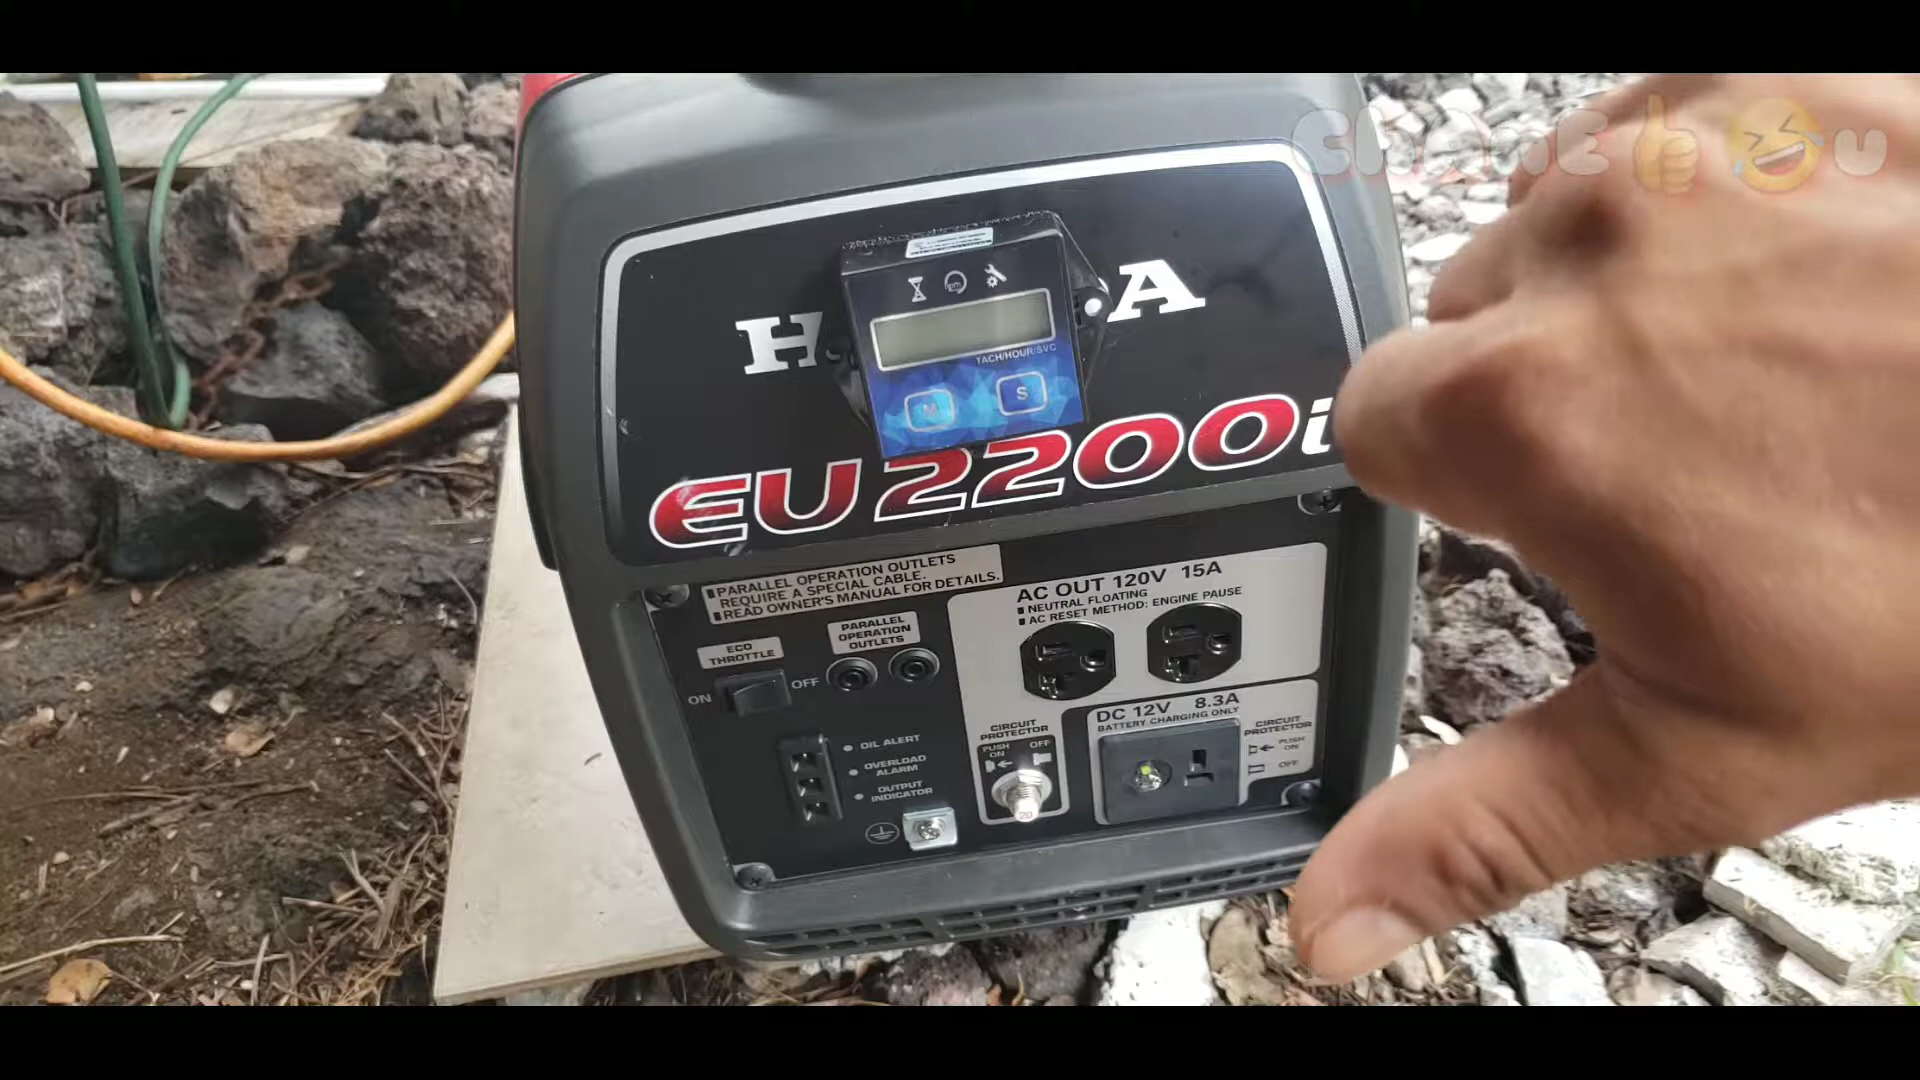 H A
TACH/HOUR/SVC
M S
EU2200i
PARALLEL OPERATION OUTLETS
REQUIRE A SPECIAL CABLE.
READ OWNER'S MANUAL FOR DETAILS.
AC OUT 120V 15A
NEUTRAL FLOATING
AC RESET METHOD: ENGINE PAUSE
PARALLEL
OPERATION
OUTLETS
ECO
THROTTLE
ON OFF
DC 12V 8.3A
BATTERY CHARGING ONLY
CIRCUIT
PROTECTOR
PUSH
ON
OFF
CIRCUIT
PROTECTOR
PUSH
ON
OFF
20
OIL ALERT
OVERLOAD
ALARM
OUTPUT
INDICATOR